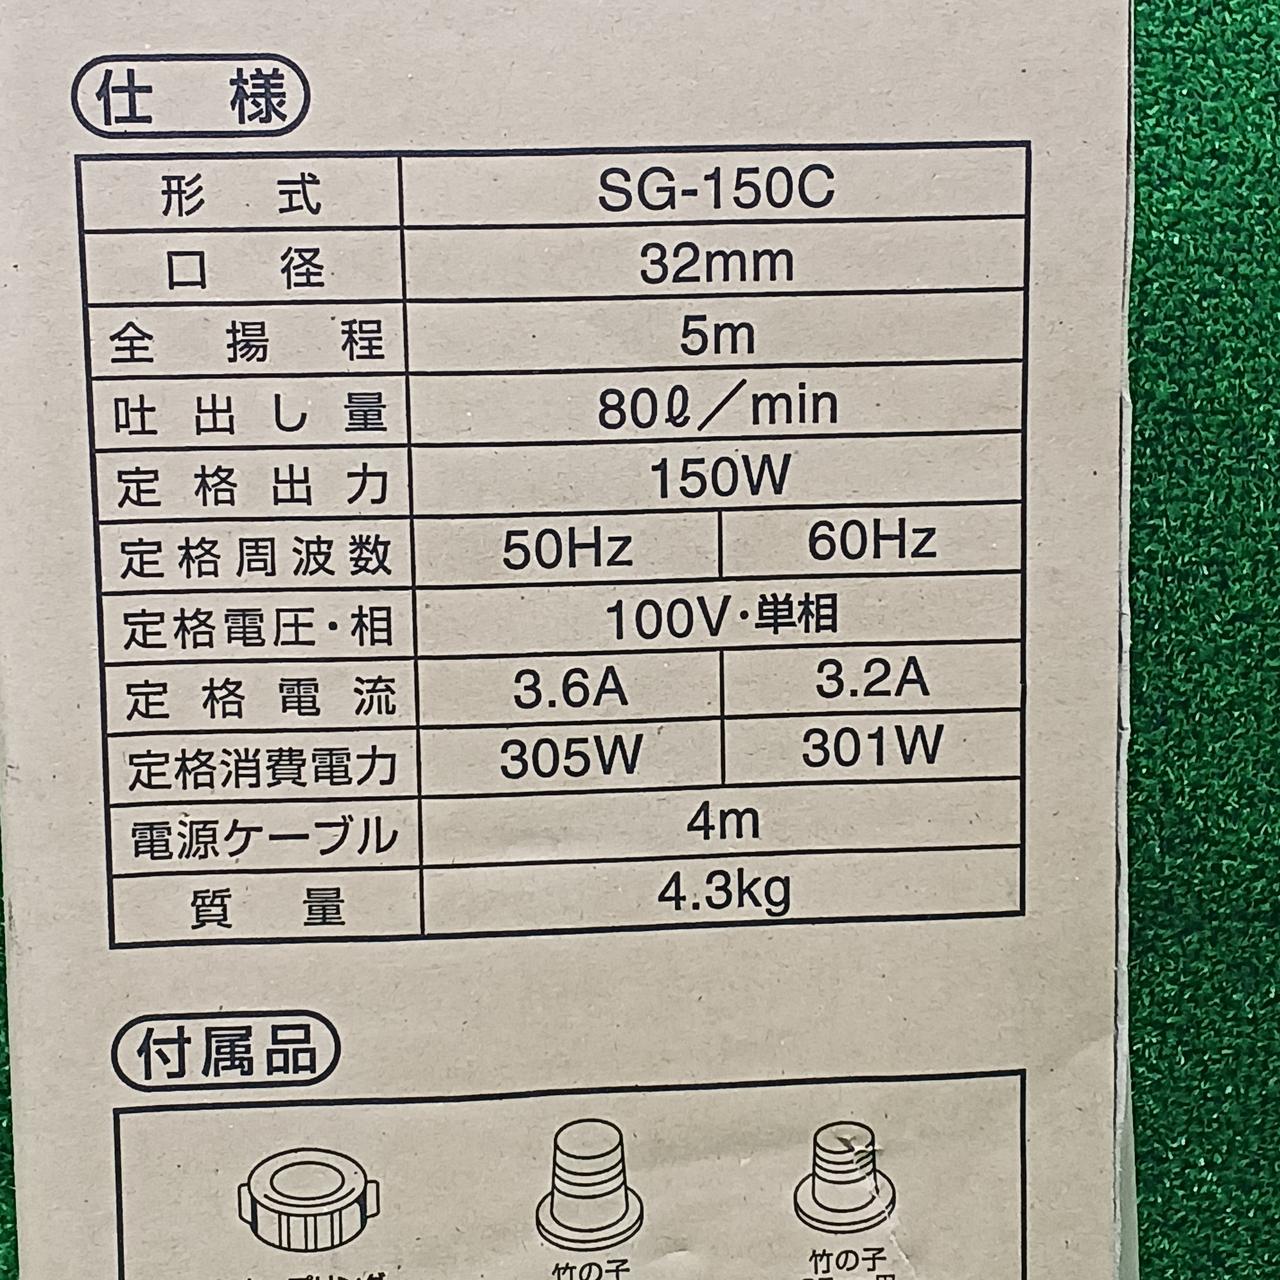 仕様
形式 SG-150C
口径 32mm
全揚程 5m
吐出し量 80ℓ/min
定格出力 150W
定格周波数 50Hz 60Hz
定格電圧・相 100V・単相
定格電流 3.6A 3.2A
定格消費電力 305W 301W
電源ケーブル 4m
質量 4.3kg
付属品
竹の子
竹の子